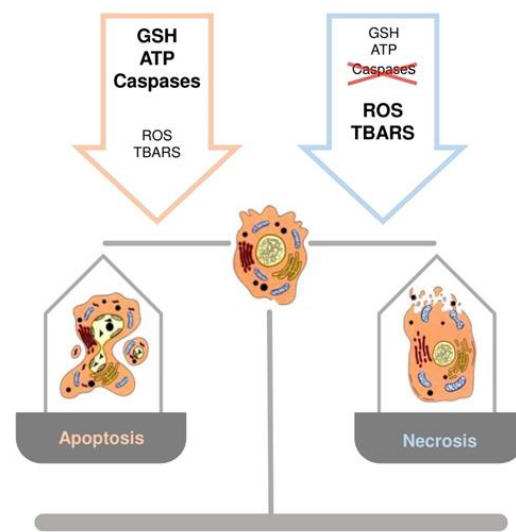 GSH
ATP
Caspases
ROS
TBARS
GSH
ATP
Caspases
ROS
TBARS
Apoptosis
Necrosis